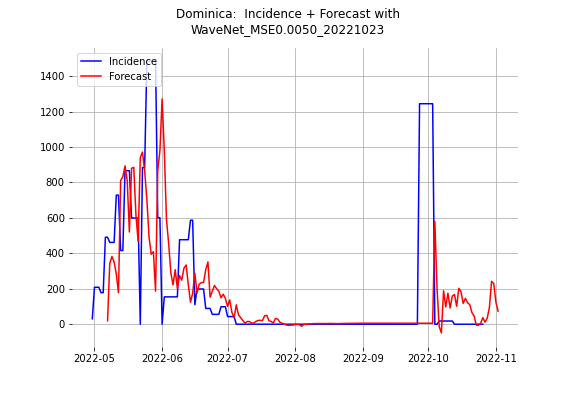 Dominica:  Incidence + Forecast with
WaveNet_MSE0.0050_20221023
Incidence
Forecast
1400
1200
1000
800
600
400
200
0
2022-05 2022-06 2022-07 2022-08 2022-09 2022-10 2022-11